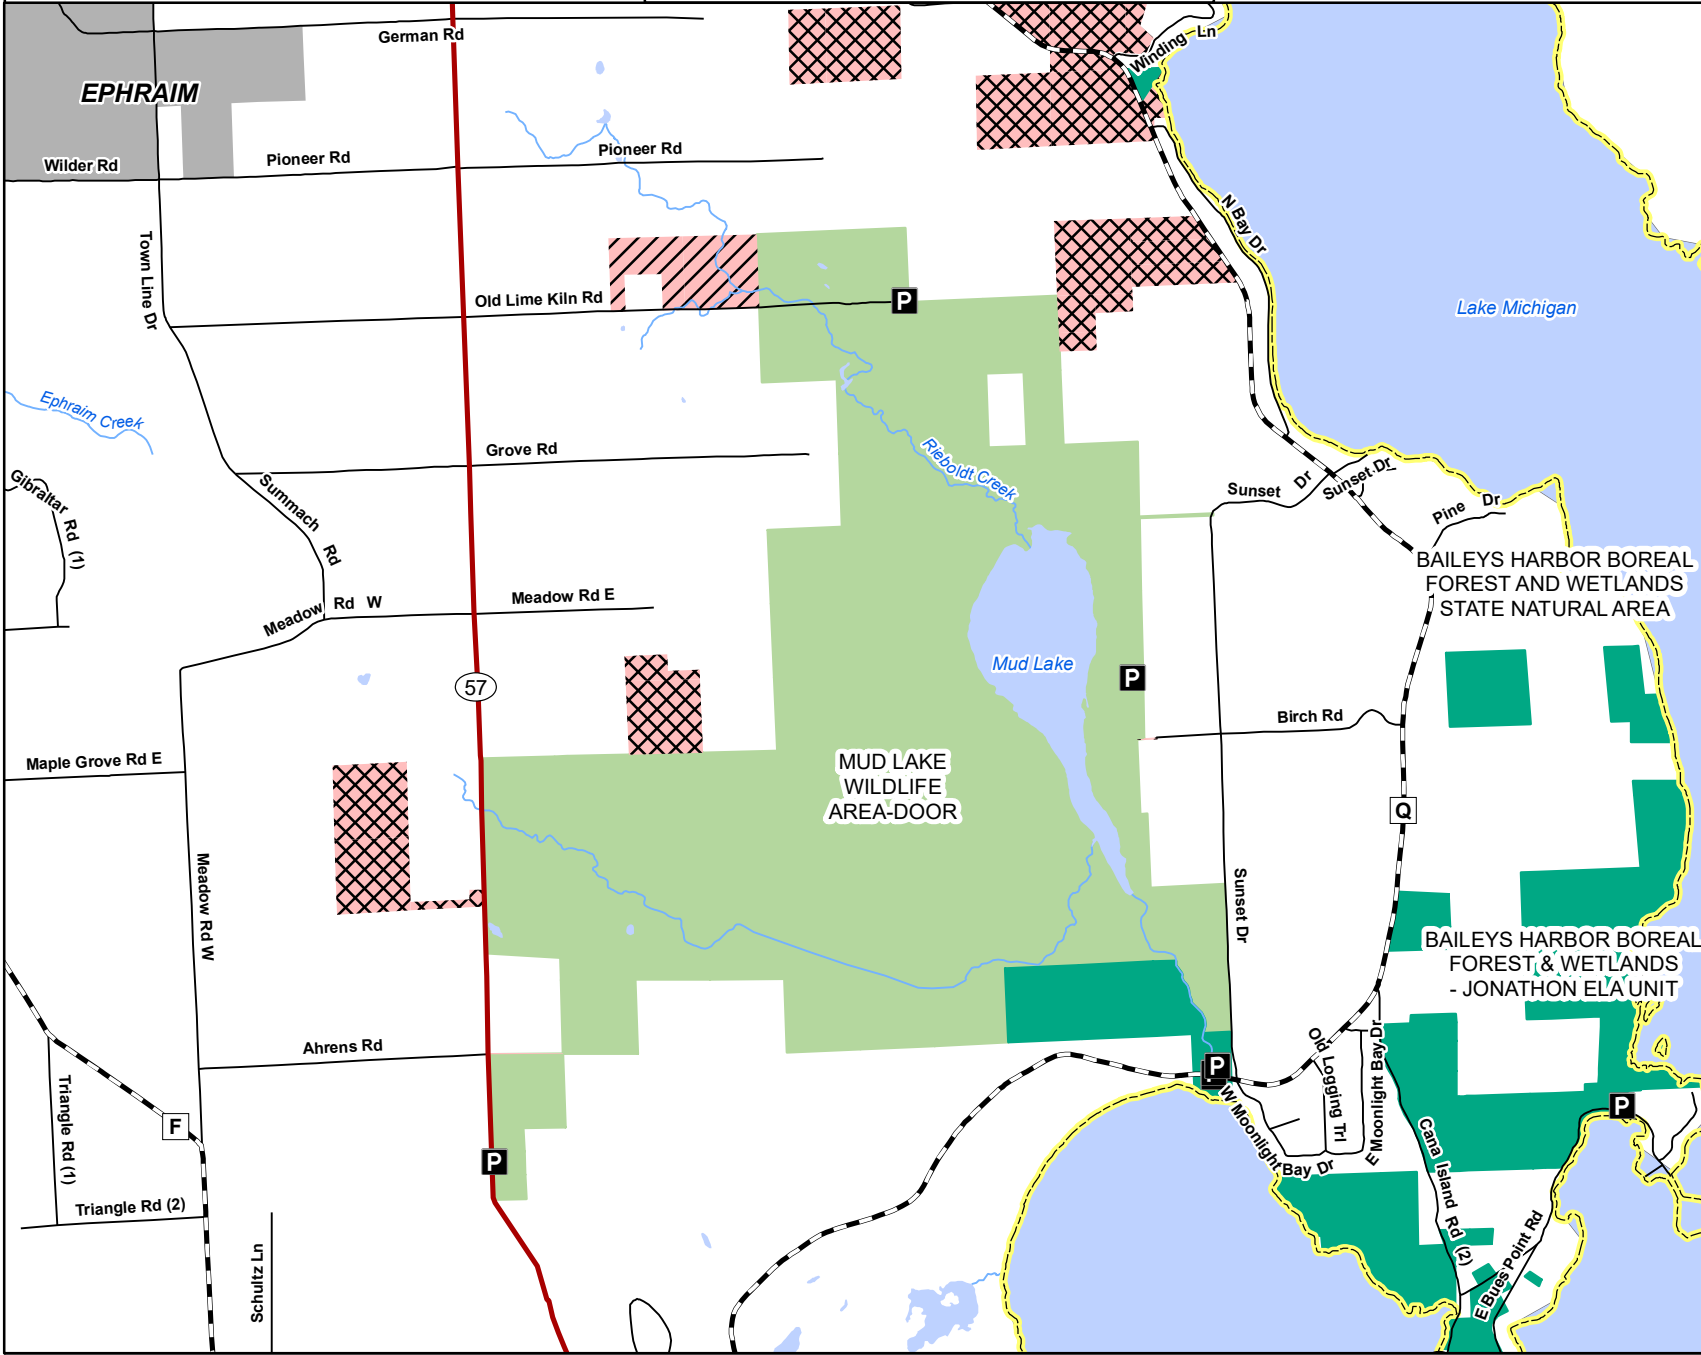 German Rd
Winding Ln
EPHRAIM
Wilder Rd
Pioneer Rd
Pioneer Rd
N Bay Dr
Town Line Dr
Old Lime Kiln Rd
P
Lake Michigan
Ephraim Creek
Grove Rd
Rieboldt Creek
Gibraltar Rd (1)
Summach Rd
Sunset Dr
Sunset Dr
Pine Dr
BAILEYS HARBOR BOREAL
FOREST AND WETLANDS
STATE NATURAL AREA
Meadow Rd W
Meadow Rd E
Mud Lake
P
57
Birch Rd
Maple Grove Rd E
MUD LAKE
WILDLIFE
AREA-DOOR
Q
Meadow Rd W
Sunset Dr
BAILEYS HARBOR BOREAL
FOREST & WETLANDS
- JONATHON ELA UNIT
Ahrens Rd
Old Logging Trl
E Moonlight Bay Dr
P
W Moonlight Bay Dr
P
Triangle Rd (1)
F
P
Cana Island Rd (2)
Triangle Rd (2)
E Bues Point Rd
Schultz Ln